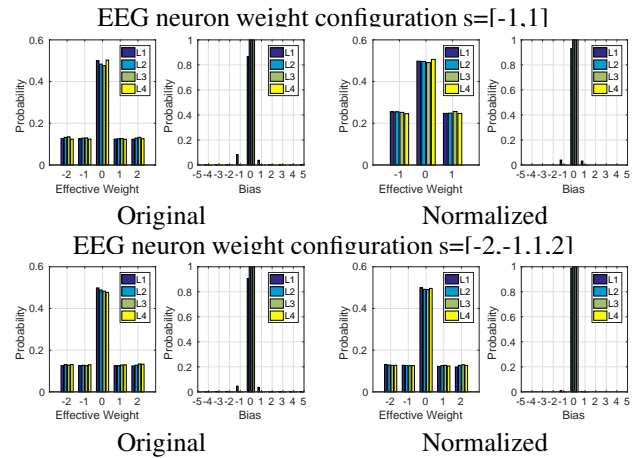 EEG neuron weight configuration s=[-1,1]
Probability
0.6
0.4
0.2
0
L1
L2
L3
L4
-2 -1 0 1 2
Effective Weight
Probability
1
0.8
0.6
0.4
0.2
0
L1
L2
L3
L4
-5 -4 -3 -2 -1 0 1 2 3 4 5
Bias
Probability
0.6
0.4
0.2
0
L1
L2
L3
L4
-1 0 1
Effective Weight
Probability
1
0.8
0.6
0.4
0.2
0
L1
L2
L3
L4
-5 -4 -3 -2 -1 0 1 2 3 4 5
Bias
Original Normalized
EEG neuron weight configuration s=[-2,-1,1,2]
Probability
0.6
0.4
0.2
0
L1
L2
L3
L4
-2 -1 0 1 2
Effective Weight
Probability
1
0.8
0.6
0.4
0.2
0
L1
L2
L3
L4
-5 -4 -3 -2 -1 0 1 2 3 4 5
Bias
Probability
0.6
0.4
0.2
0
L1
L2
L3
L4
-2 -1 0 1 2
Effective Weight
Probability
1
0.8
0.6
0.4
0.2
0
L1
L2
L3
L4
-5 -4 -3 -2 -1 0 1 2 3 4 5
Bias
Original Normalized